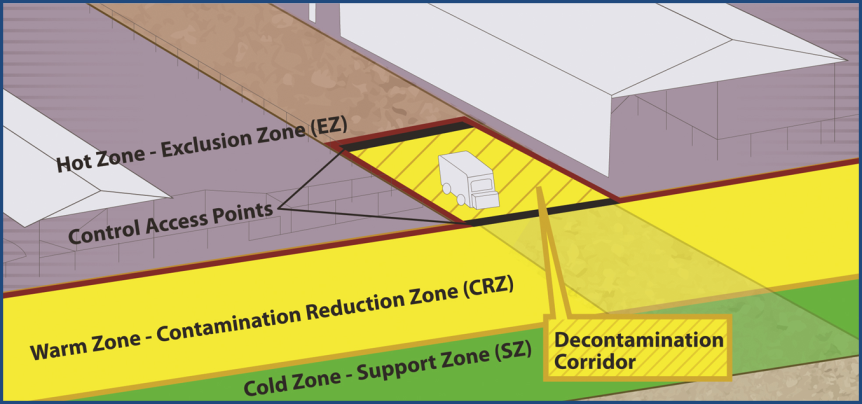 Hot Zone - Exclusion Zone (EZ)
Control Access Points
Warm Zone - Contamination Reduction Zone (CRZ)
Cold Zone - Support Zone (SZ)
Decontamination
Corridor